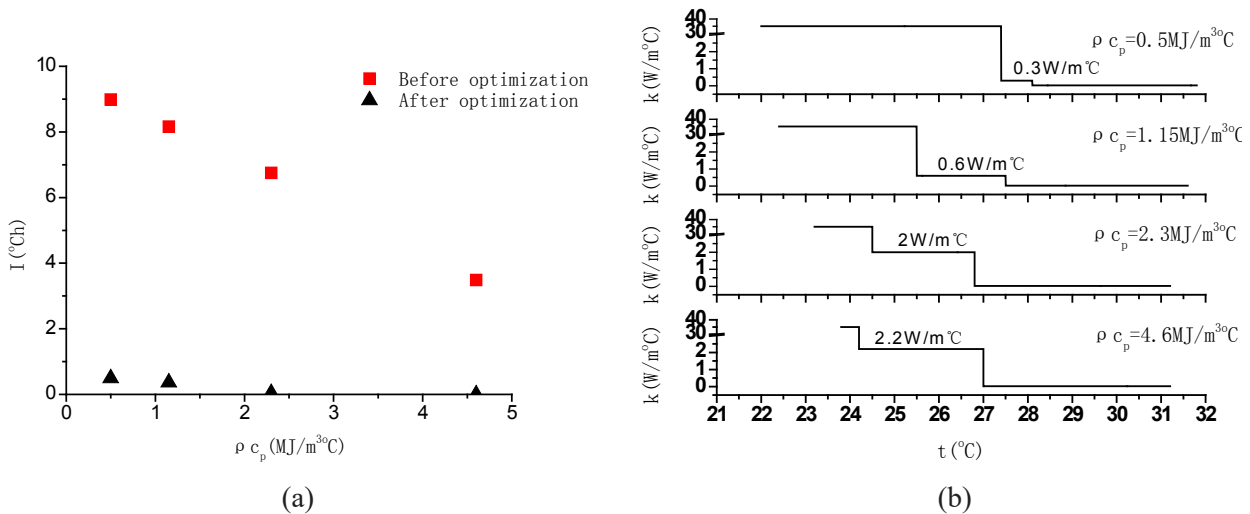 10
8
6
4
2
0
0 1 2 3 4 5
I (°Ch)
ρ c_p (MJ/m³°C)
Before optimization
After optimization
(a)
40
30
2
1
0
k (W/m°C)
ρ c_p=0.5MJ/m³°C
0.3W/m℃
40
30
2
1
0
k (W/m°C)
ρ c_p=1.15MJ/m³°C
0.6W/m℃
40
30
2
1
0
k (W/m°C)
ρ c_p=2.3MJ/m³°C
2W/m℃
40
30
2
1
0
k (W/m°C)
ρ c_p=4.6MJ/m³°C
2.2W/m℃
21 22 23 24 25 26 27 28 29 30 31 32
t (°C)
(b)